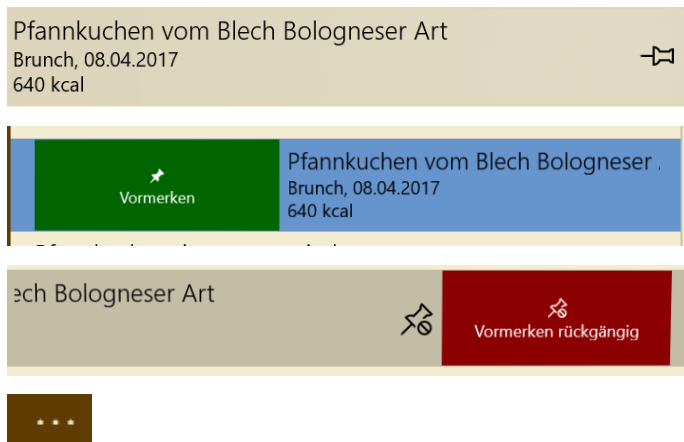 Pfannkuchen vom Blech Bologneser Art
Brunch, 08.04.2017
640 kcal
Vormerken
Pfannkuchen vom Blech Bologneser .
Brunch, 08.04.2017
640 kcal
ech Bologneser Art
Vormerken rückgängig